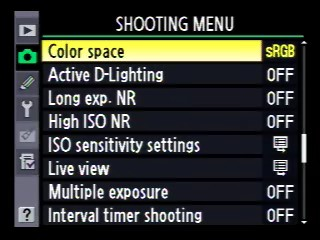 SHOOTING MENU
Color space sRGB
Active D-Lighting OFF
Long exp. NR OFF
High ISO NR OFF
ISO sensitivity settings
Live view
Multiple exposure OFF
Interval timer shooting OFF
?